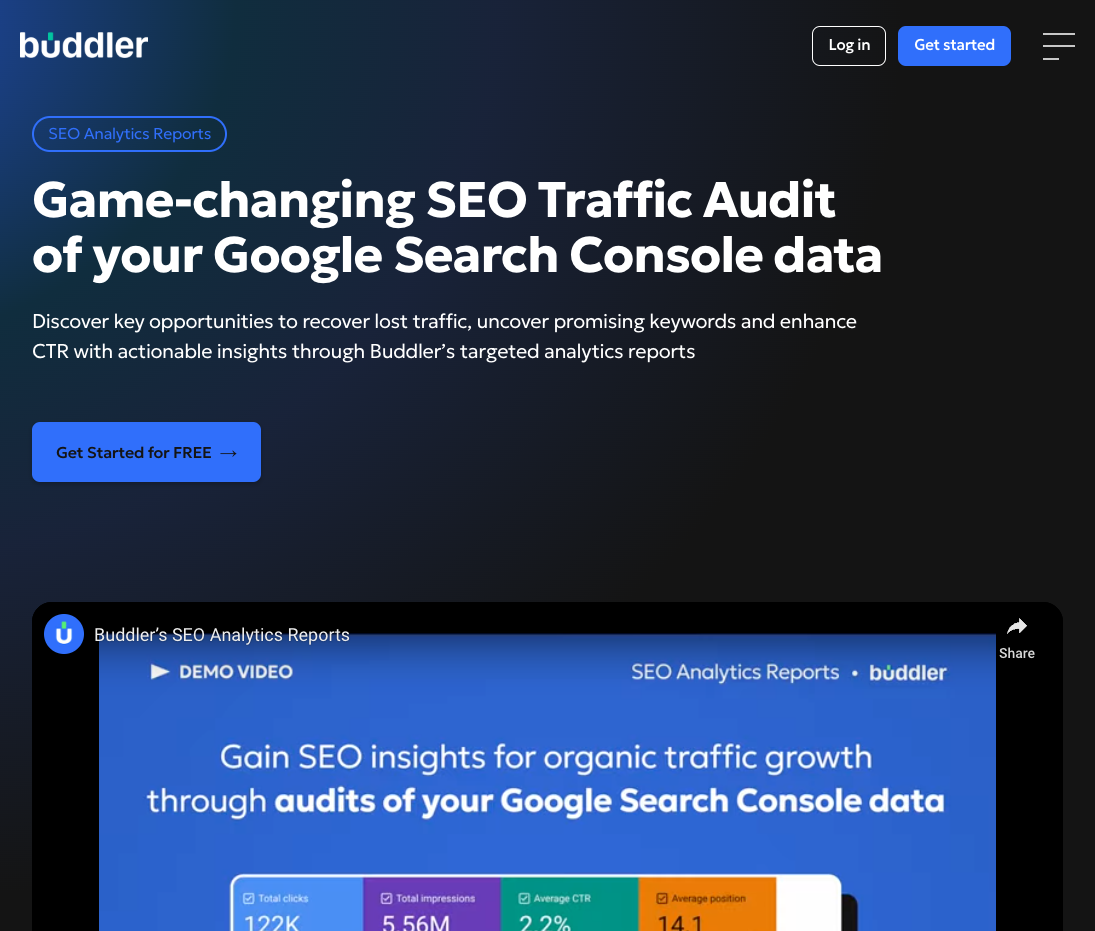 buddler
Log in
Get started
SEO Analytics Reports
Game-changing SEO Traffic Audit
of your Google Search Console data
Discover key opportunities to recover lost traffic, uncover promising keywords and enhance
CTR with actionable insights through Buddler’s targeted analytics reports
Get Started for FREE →
Buddler’s SEO Analytics Reports
Share
DEMO VIDEO
SEO Analytics Reports • buddler
Gain SEO insights for organic traffic growth
through audits of your Google Search Console data
Total clicks
Total impressions
Average CTR
Average position
122K
5.56M
2.2%
14.1